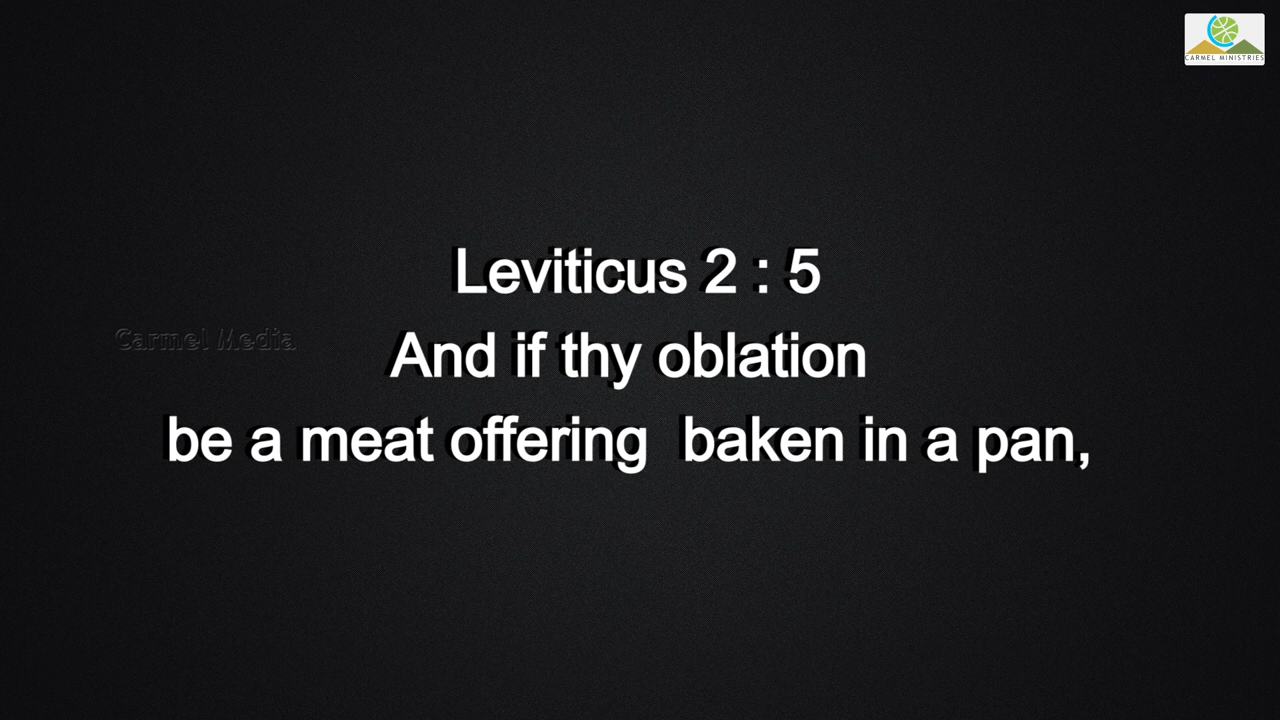 CARMEL MINISTRIES
Leviticus 2 : 5
Carmel Media
And if thy oblation
be a meat offering  baken in a pan,